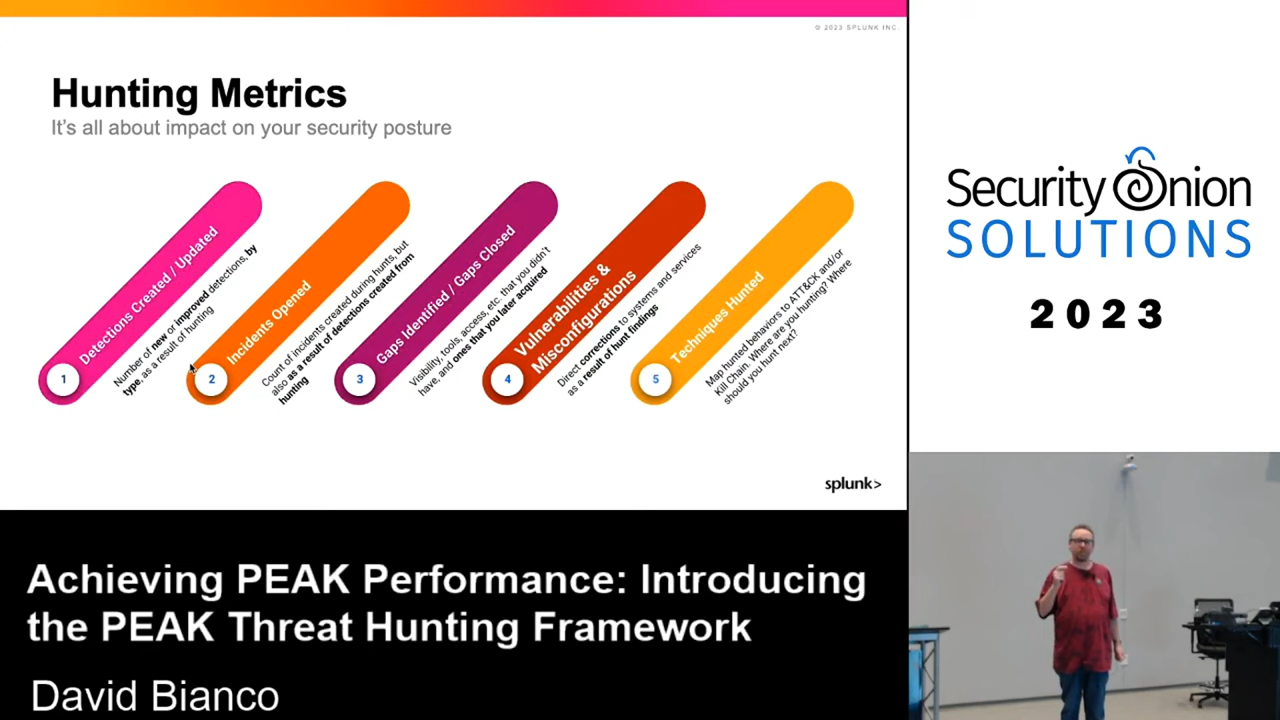 © 2023 SPLUNK INC.
Hunting Metrics
It's all about impact on your security posture
1
Detections Created / Updated
Number of new or improved detections, by
type, as a result of hunting
2
Incidents Opened
Count of incidents created during hunts, but
also as a result of detections created from
hunting
3
Gaps Identified / Gaps Closed
Visibility, tools, access, etc. that you didn't
have, and ones that you later acquired
4
Vulnerabilities &
Misconfigurations
Direct corrections to systems and services
as a result of hunt findings
5
Techniques Hunted
Map hunted behaviors to ATT&CK and/or
Kill Chain. Where are you hunting? Where
should you hunt next?
splunk>
Security Onion
SOLUTIONS
2023
Achieving PEAK Performance: Introducing
the PEAK Threat Hunting Framework
David Bianco